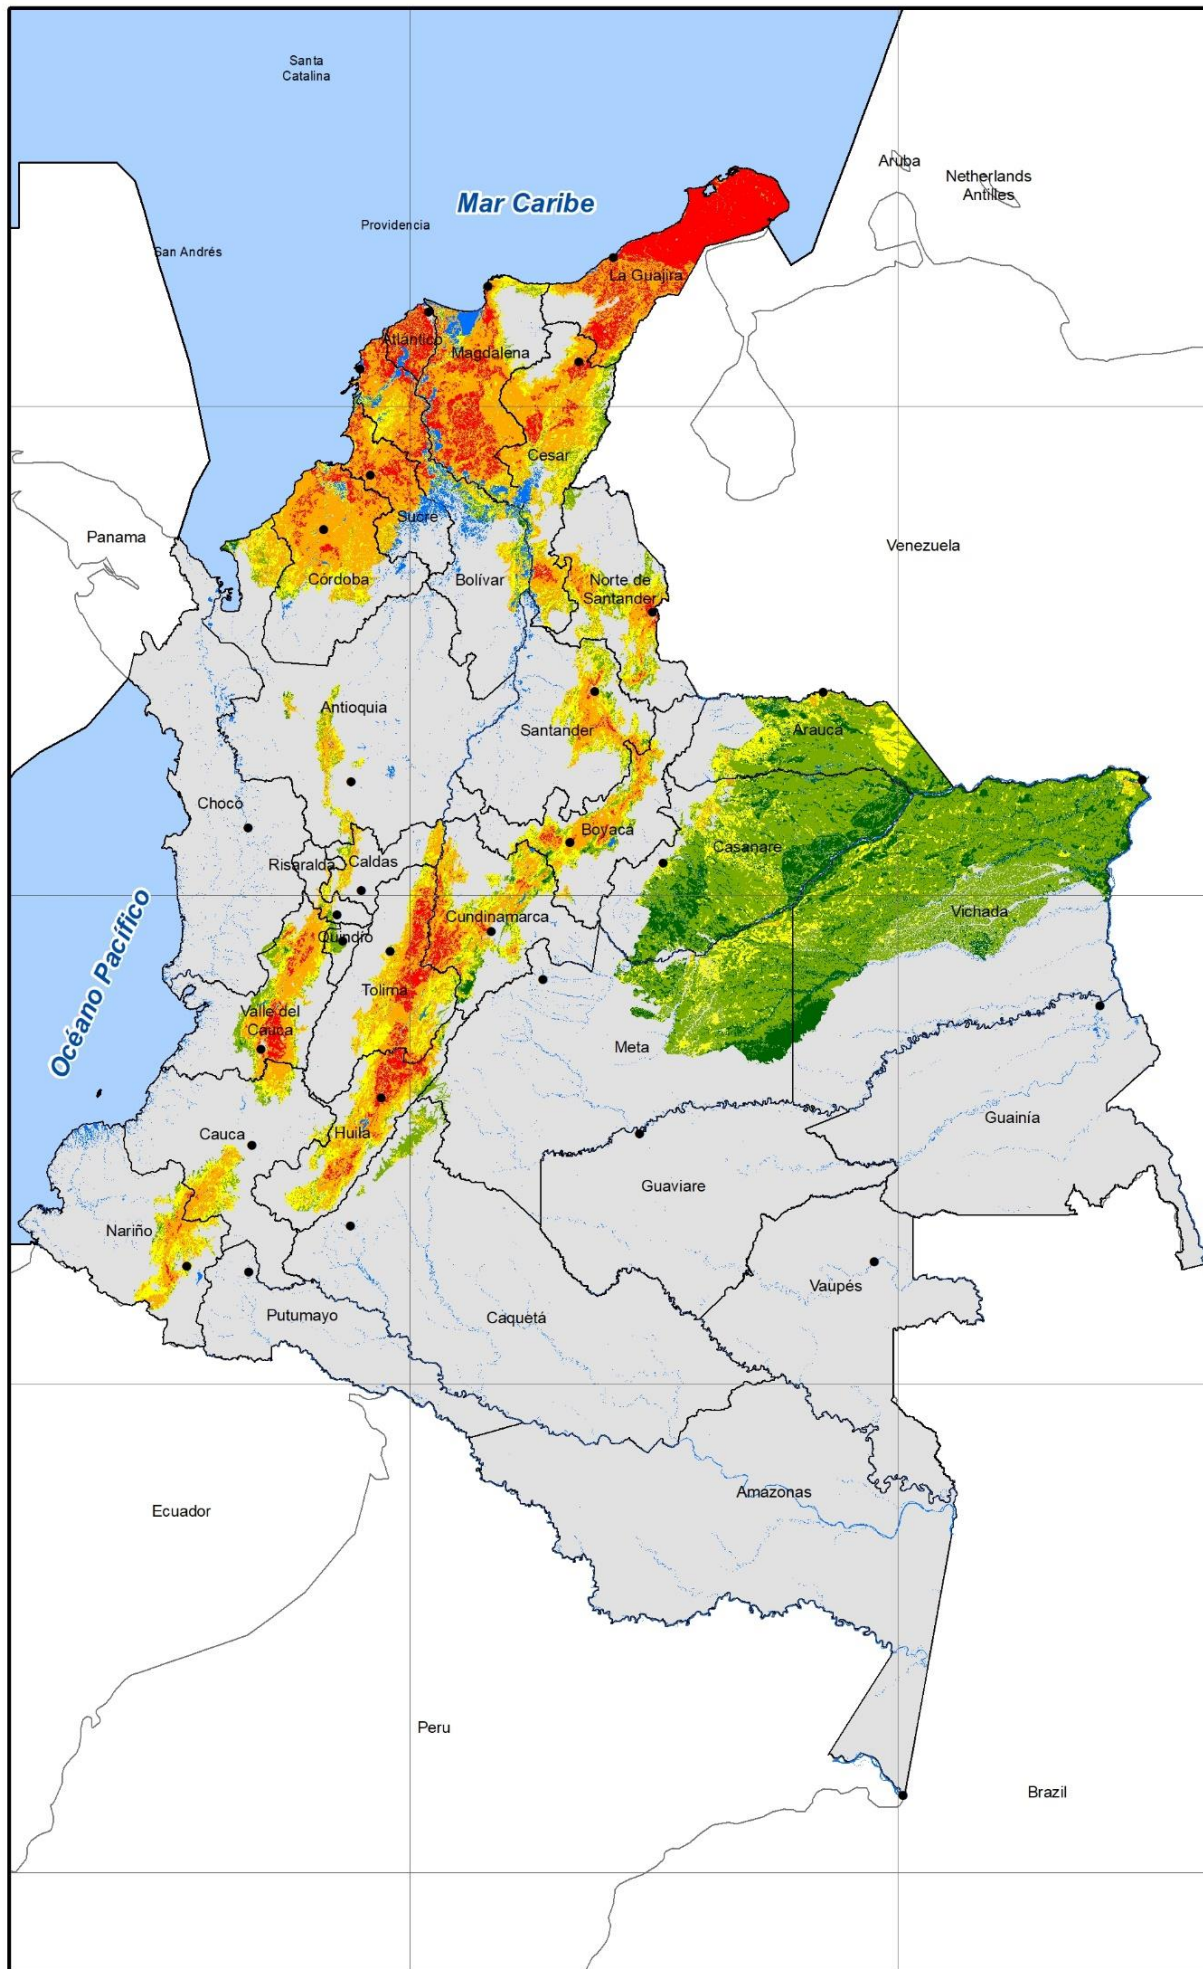 Santa
Catalina
Aruba
Netherlands
Antilles
Mar Caribe
Providencia
San Andrés
La Guajira
Atlántico
Magdalena
Cesar
Sucre
Panama
Venezuela
Córdoba
Bolívar
Norte de
Santander
Antioquia
Santander
Arauca
Chocó
Boyaca
Casanare
Risaralda
Caldas
Vichada
Cundinamarca
Quindío
Océano Pacífico
Tolima
Valle del
Cauca
Meta
Guainía
Cauca
Huila
Guaviare
Nariño
Vaupés
Putumayo
Caquetá
Amazonas
Ecuador
Peru
Brazil